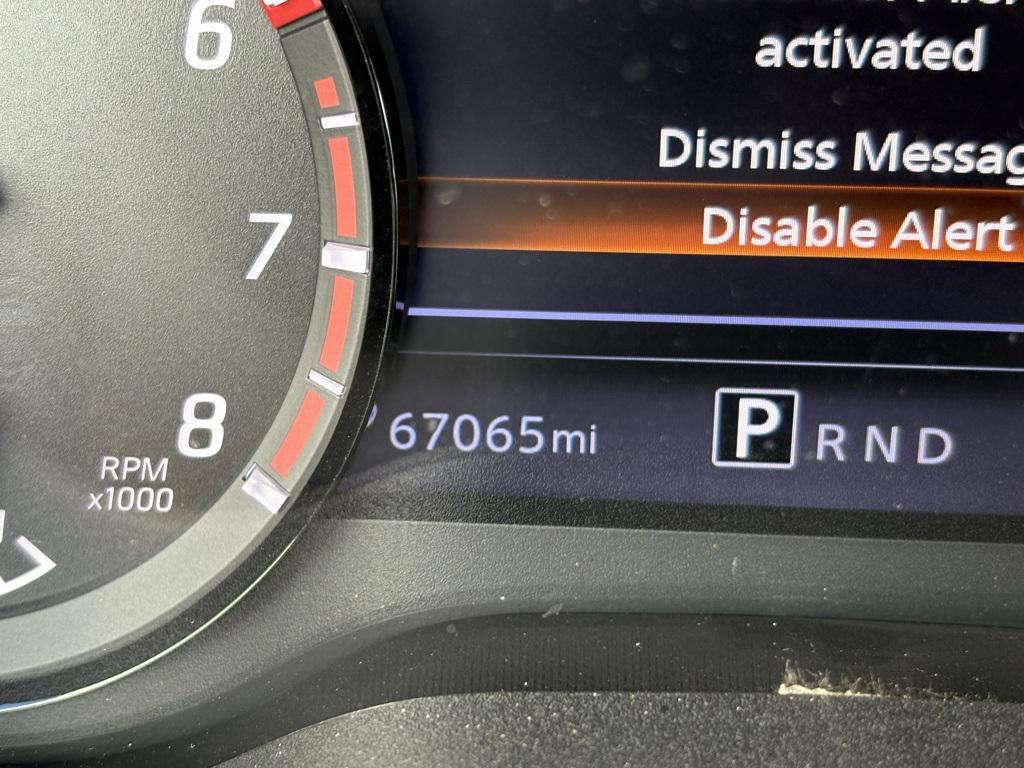 6
activated
Dismiss Messag
7
Disable Alert
8
67065mi
P R N D
RPM
x1000